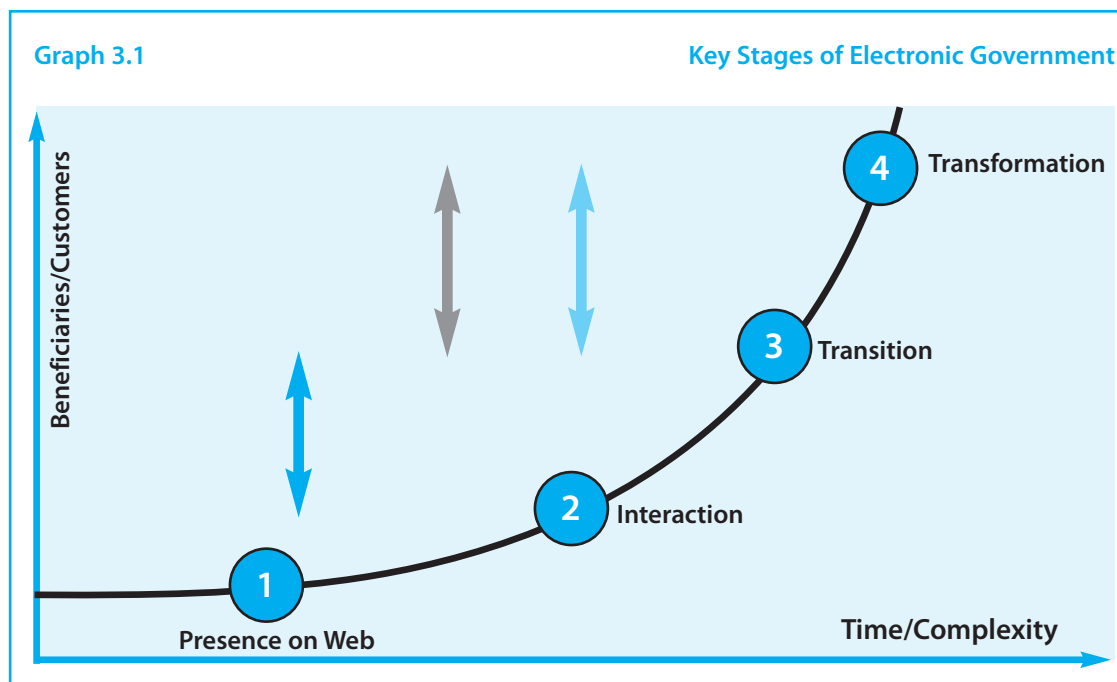 Graph 3.1
Key Stages of Electronic Government
Beneficiaries/Customers
4
Transformation
3
Transition
2
Interaction
1
Presence on Web
Time/Complexity